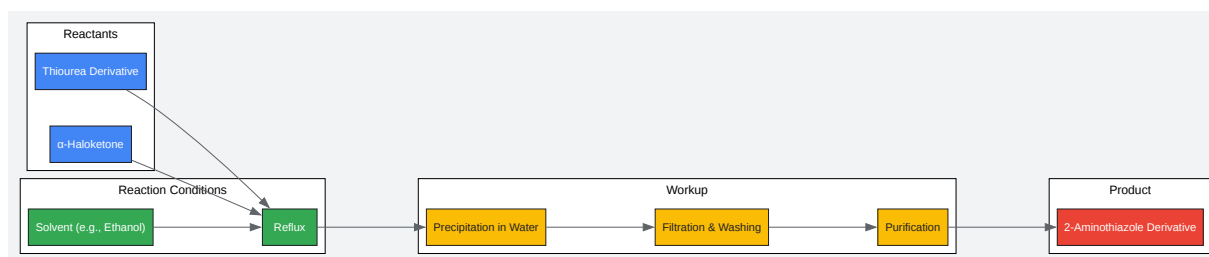 Reactants
Thiourea Derivative
α-Haloketone
Reaction Conditions
Solvent (e.g., Ethanol)
Reflux
Workup
Precipitation in Water
Filtration & Washing
Purification
Product
2-Aminothiazole Derivative